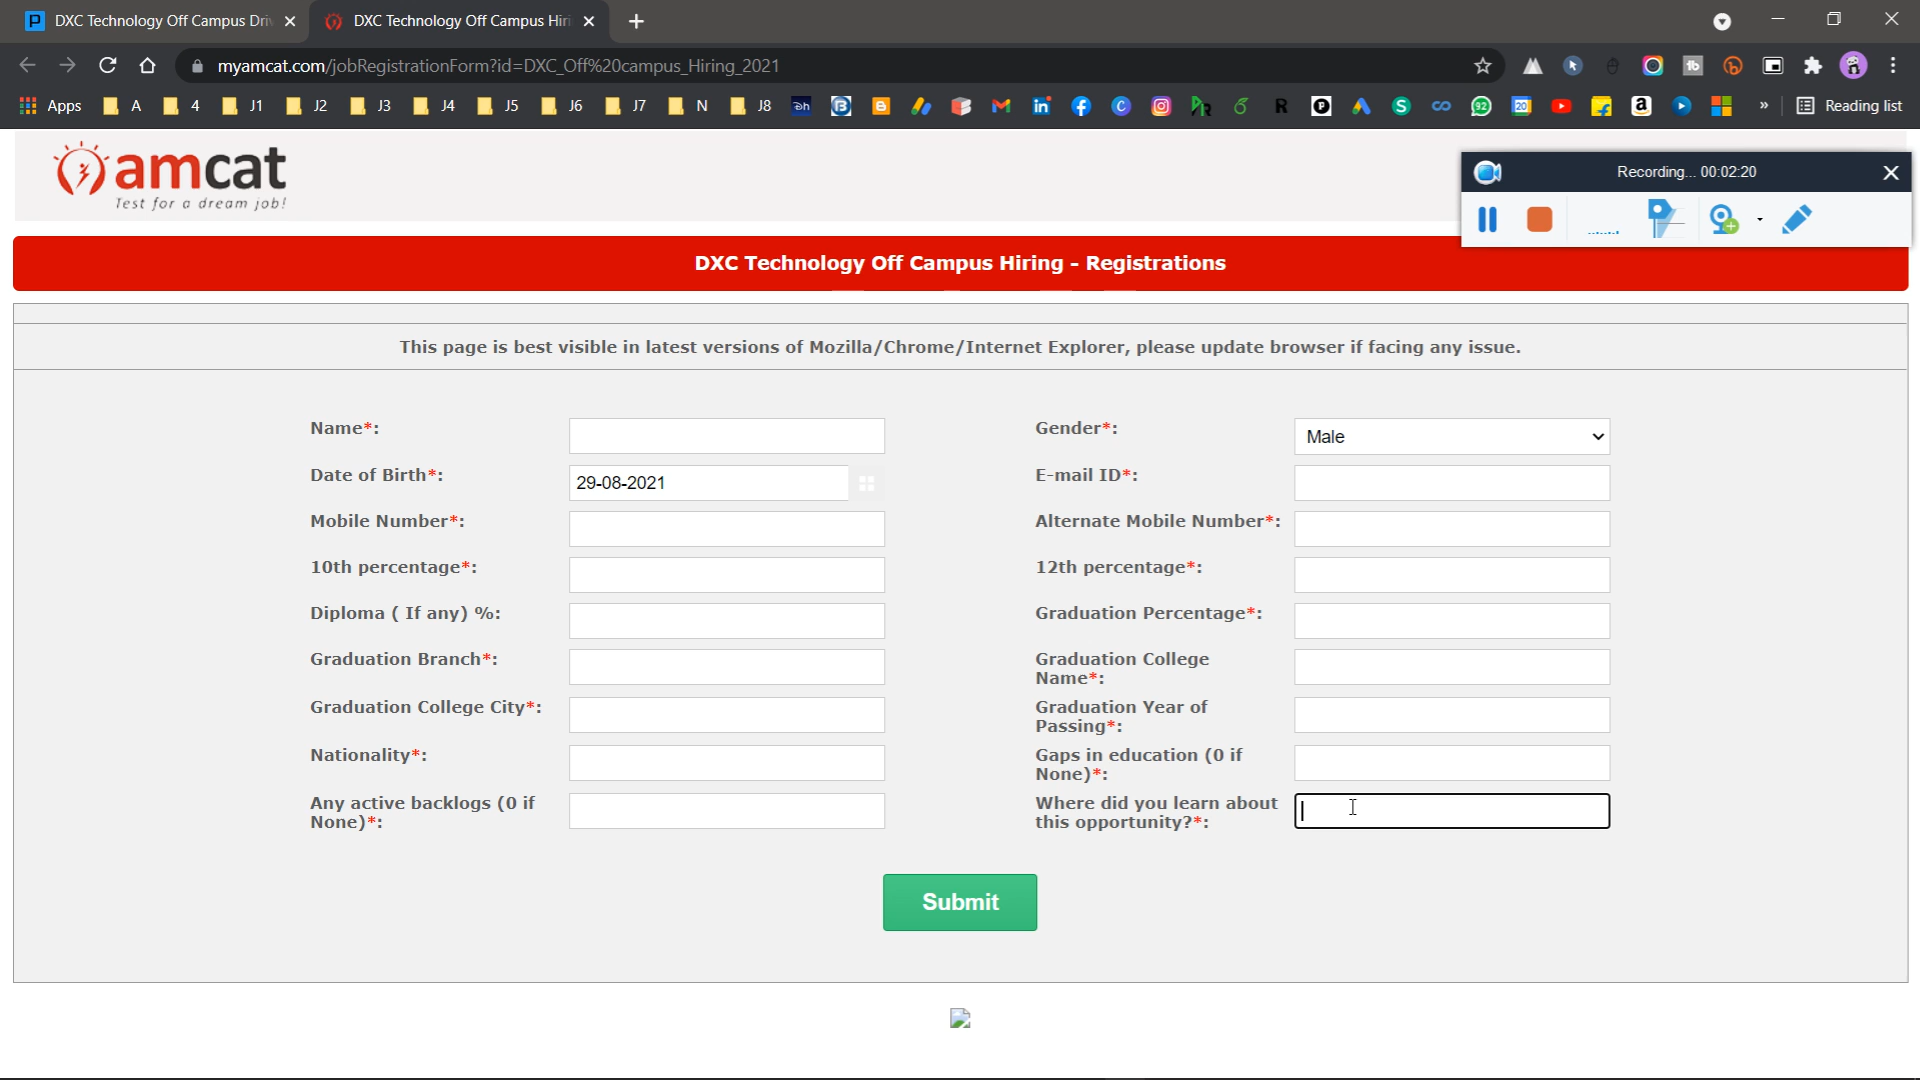 DXC Technology Off Campus Dri
DXC Technology Off Campus Hiri
myamcat.com/jobRegistrationForm?id=DXC_Off%20campus_Hiring_2021
Apps A 4 J1 J2 J3 J4 J5 J6 J7 N J8 » Reading list
amcat
Test for a dream job!
Recording... 00:02:20
DXC Technology Off Campus Hiring - Registrations
This page is best visible in latest versions of Mozilla/Chrome/Internet Explorer, please update browser if facing any issue.
Name*:
Gender*: Male
Date of Birth*: 29-08-2021
E-mail ID*:
Mobile Number*:
Alternate Mobile Number*:
10th percentage*:
12th percentage*:
Diploma ( If any) %:
Graduation Percentage*:
Graduation Branch*:
Graduation College
Name*:
Graduation College City*:
Graduation Year of
Passing*:
Nationality*:
Gaps in education (0 if
None)*:
Any active backlogs (0 if
None)*:
Where did you learn about
this opportunity?*:
Submit